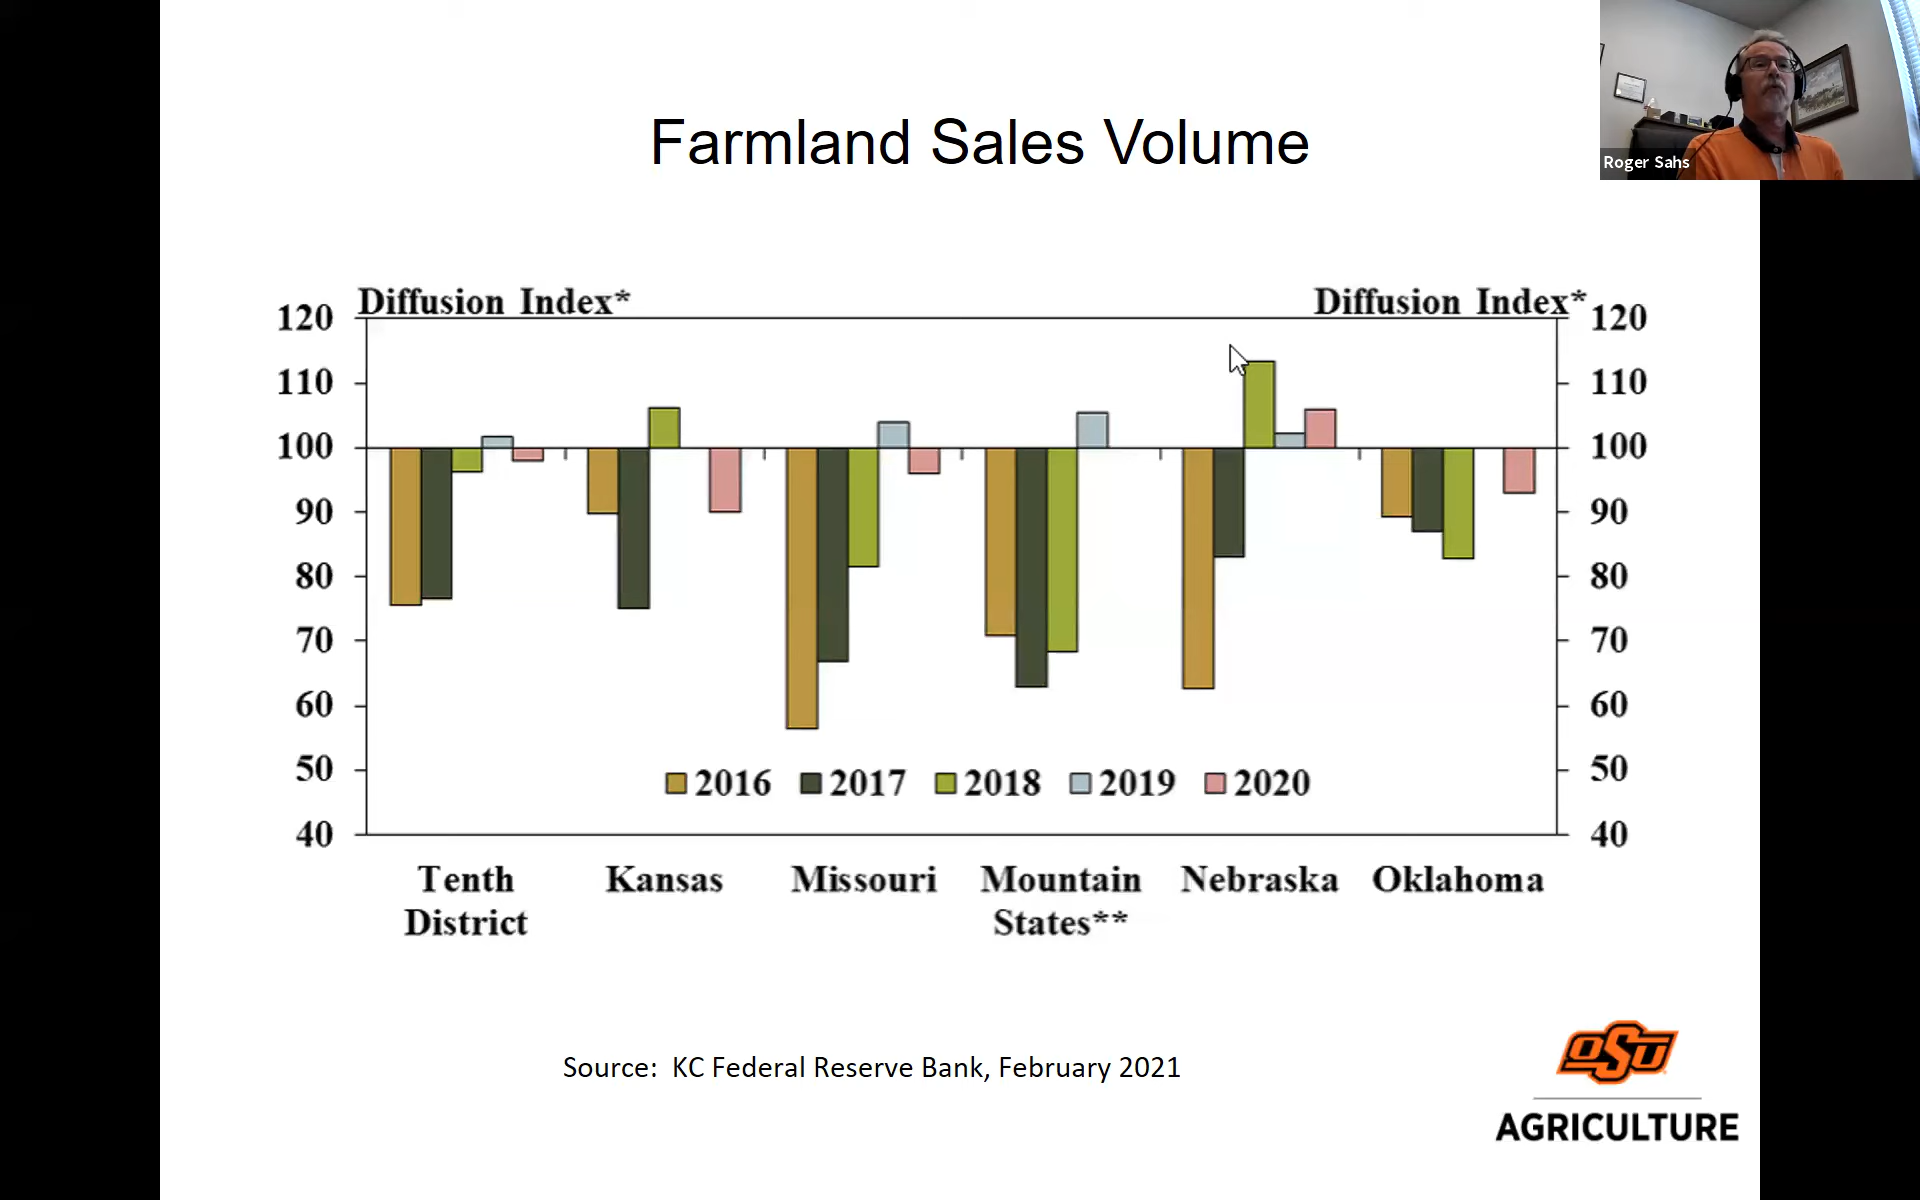 Farmland Sales Volume
Roger Sahs
Diffusion Index*
Diffusion Index*
120
120
110
110
100
100
90
90
80
80
70
70
60
60
50
50
40
40
2016 2017 2018 2019 2020
Tenth District
Kansas
Missouri
Mountain States**
Nebraska
Oklahoma
Source: KC Federal Reserve Bank, February 2021
OSU
AGRICULTURE